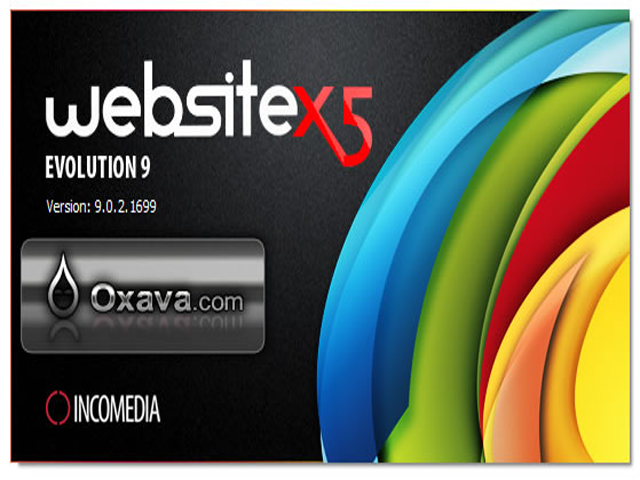 websitex5
EVOLUTION 9
Version: 9.0.2.1699
Oxava.com
INCOMEDIA